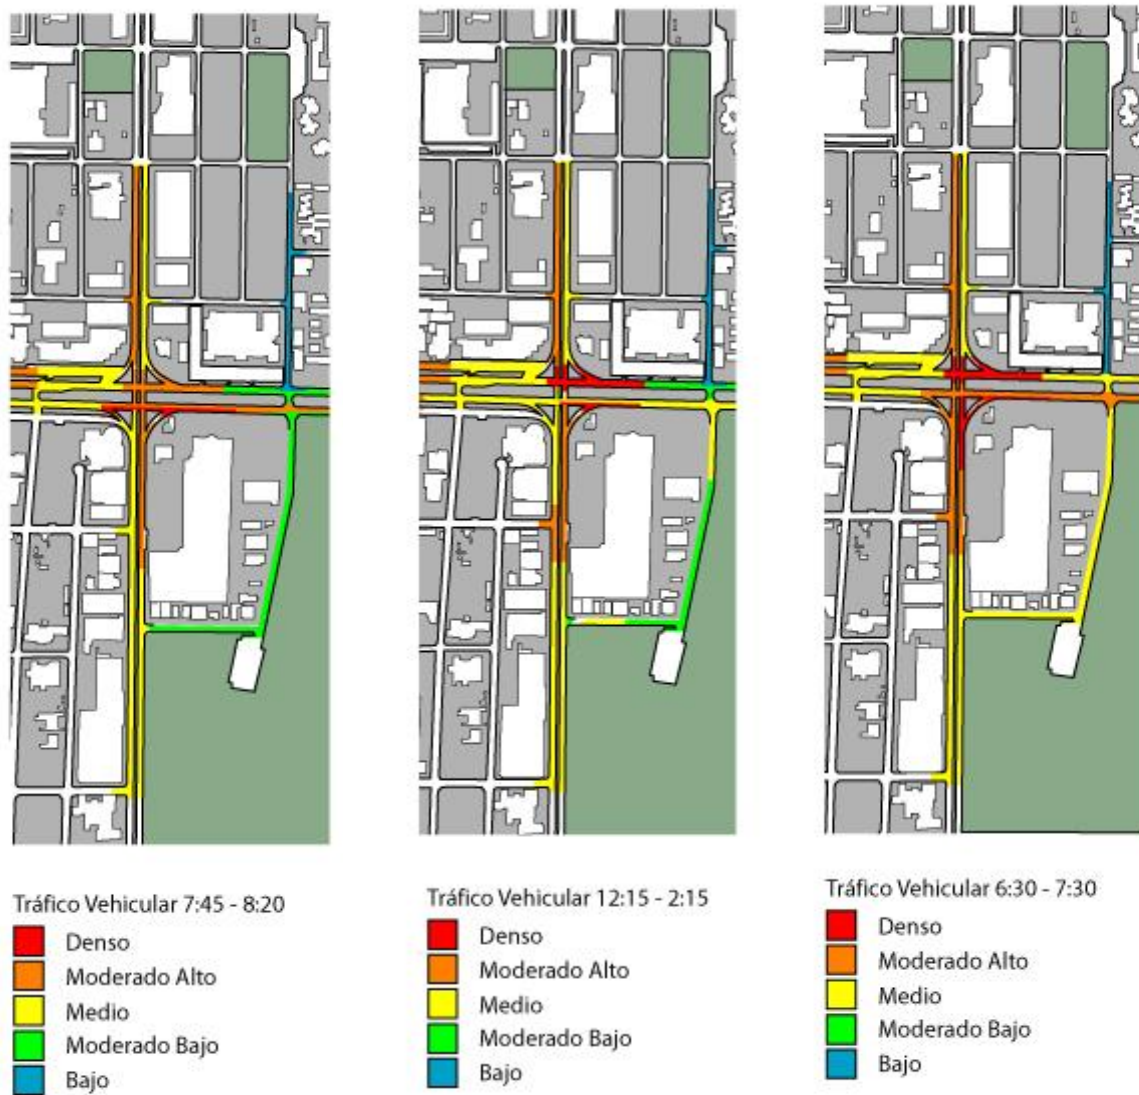 Tráfico Vehicular 7:45 - 8:20
Denso
Moderado Alto
Medio
Moderado Bajo
Bajo
Tráfico Vehicular 12:15 - 2:15
Denso
Moderado Alto
Medio
Moderado Bajo
Bajo
Tráfico Vehicular 6:30 - 7:30
Denso
Moderado Alto
Medio
Moderado Bajo
Bajo